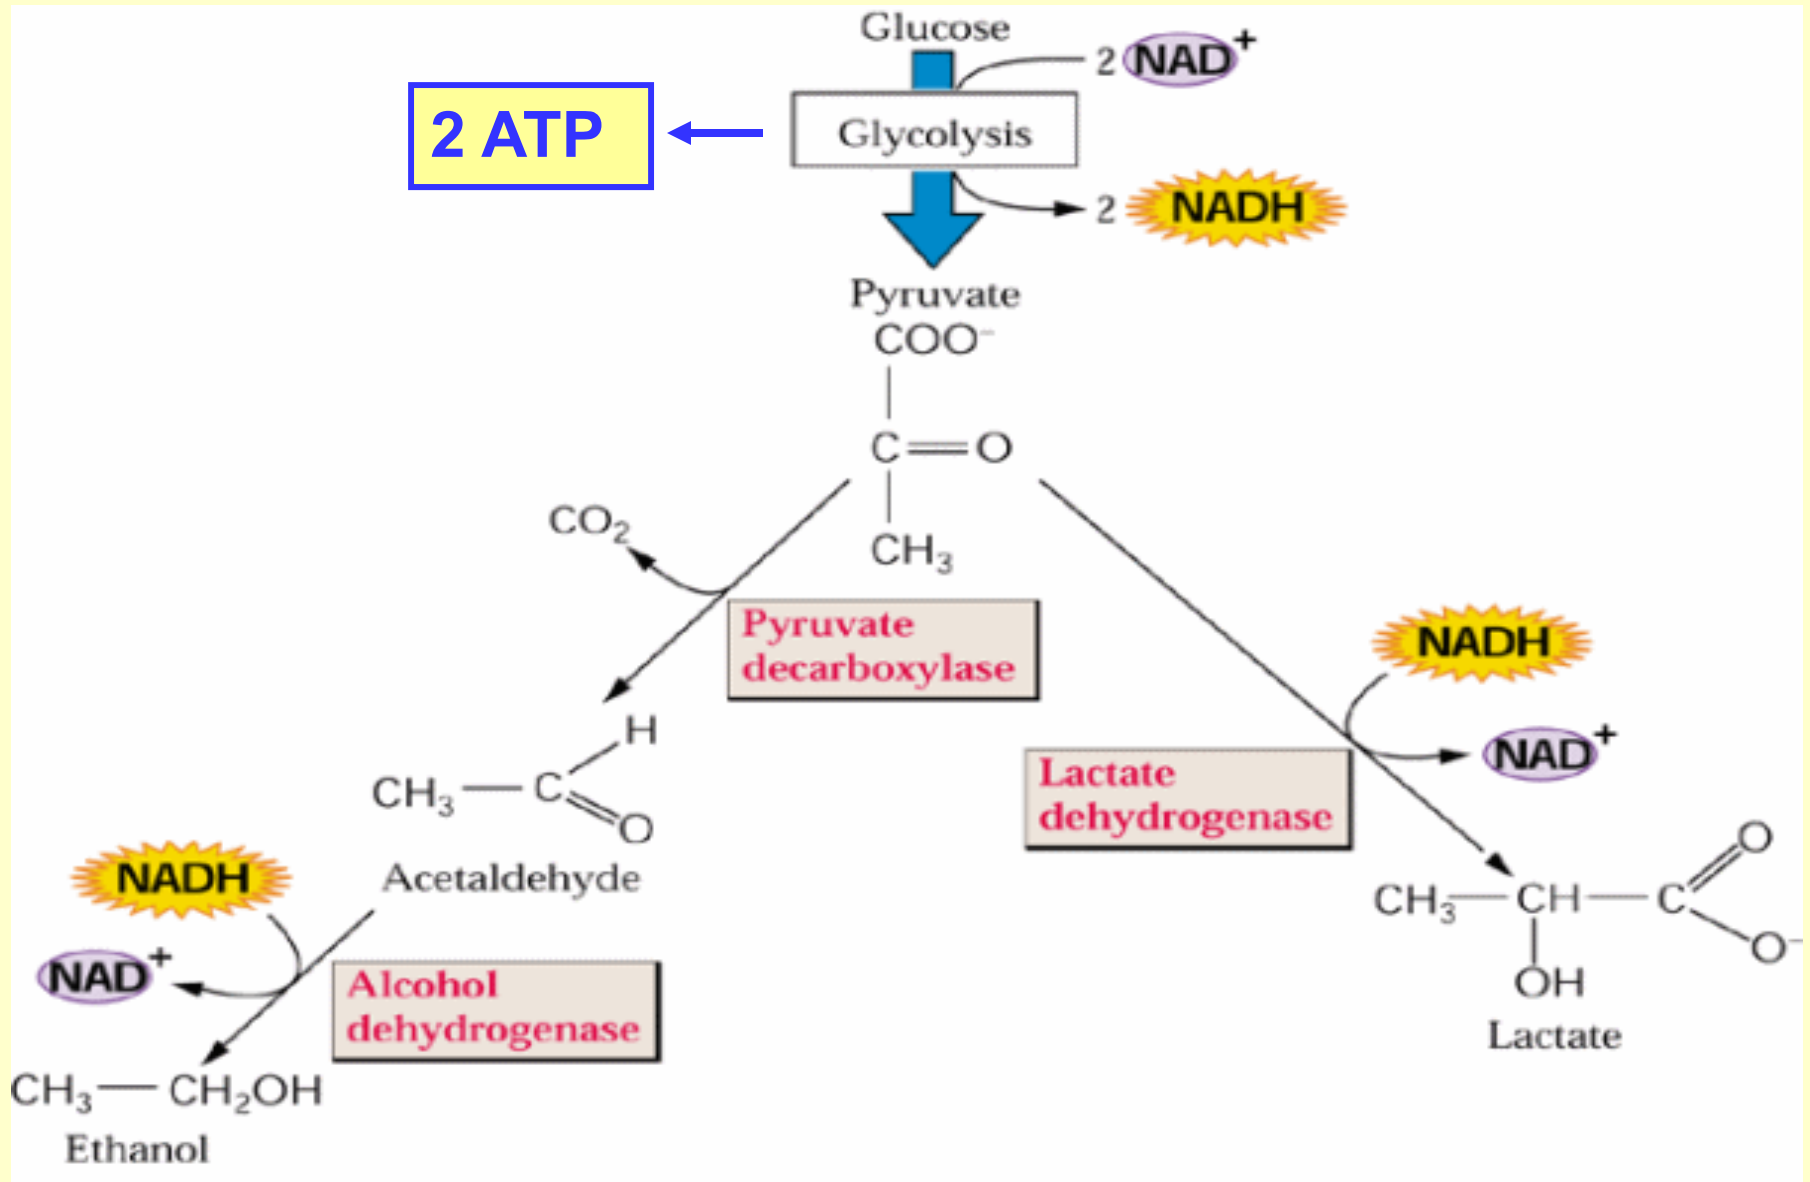 Glucose
2 NAD+
2 ATP
Glycolysis
2 NADH
Pyruvate
COO⁻
C=O
CH₃
CO₂
Pyruvate
decarboxylase
NADH
NAD+
Lactate
dehydrogenase
H
CH₃—C
O
Acetaldehyde
NADH
NAD+
Alcohol
dehydrogenase
CH₃—CH₂OH
Ethanol
O
CH₃—CH—C
O⁻
OH
Lactate